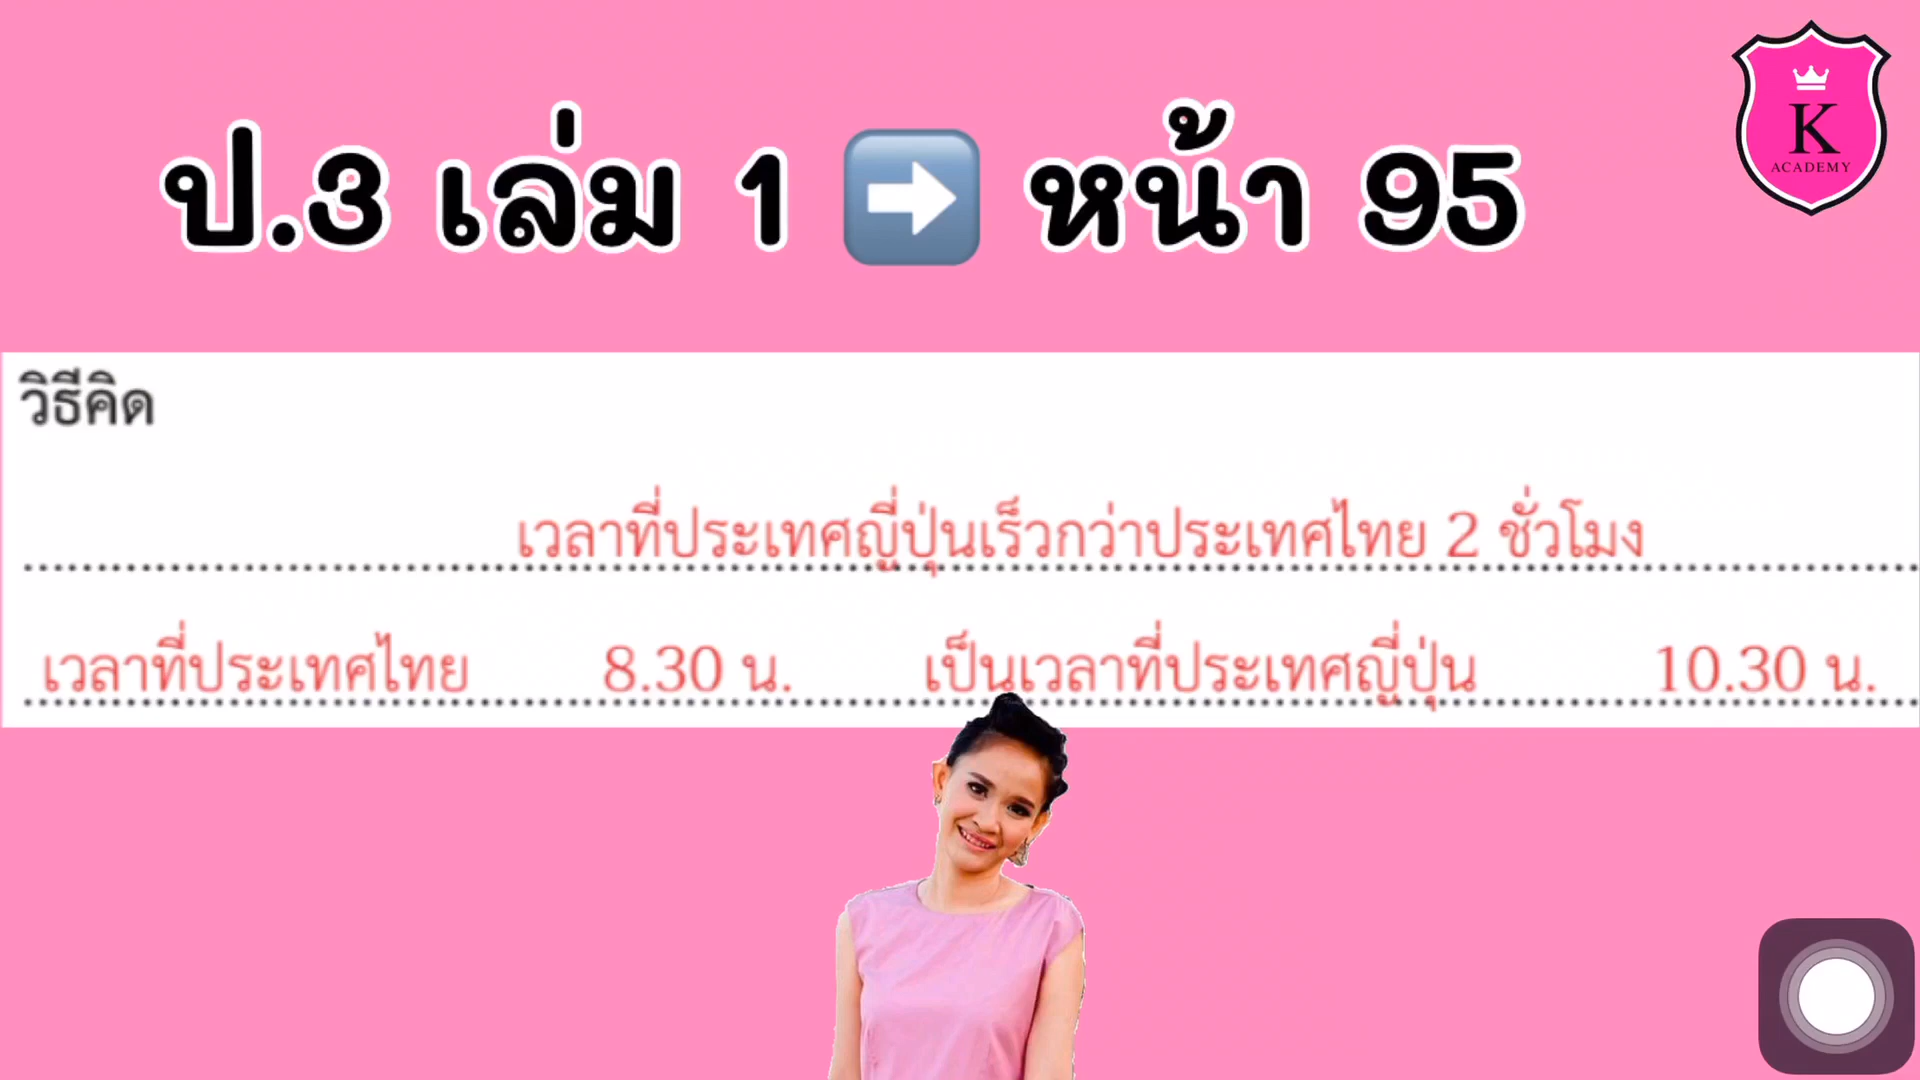 ป.3 เล่ม 1 ➡ หน้า 95
K
ACADEMY
วิธีคิด
เวลาที่ประเทศญี่ปุ่นเร็วกว่าประเทศไทย 2 ชั่วโมง
เวลาที่ประเทศไทย 8.30 น. เป็นเวลาที่ประเทศญี่ปุ่น 10.30 น.